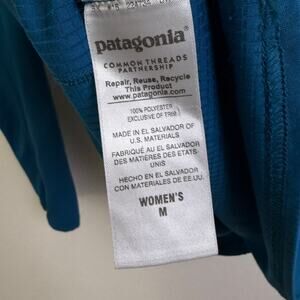 patagonia®
COMMON THREADS
PARTNERSHIP
Repair, Reuse, Recycle
This Product
www.patagonia.com
100% POLYESTER
EXCLUSIVE OF TRIM
MADE IN EL SALVADOR OF
U.S. MATERIALS
FABRIQUÉ AU EL SALVADOR
DES MATIÈRES DES ETATS-
UNIS
HECHO EN EL SALVADOR
CON MATERIALES DE EE.UU.
WOMEN'S
M